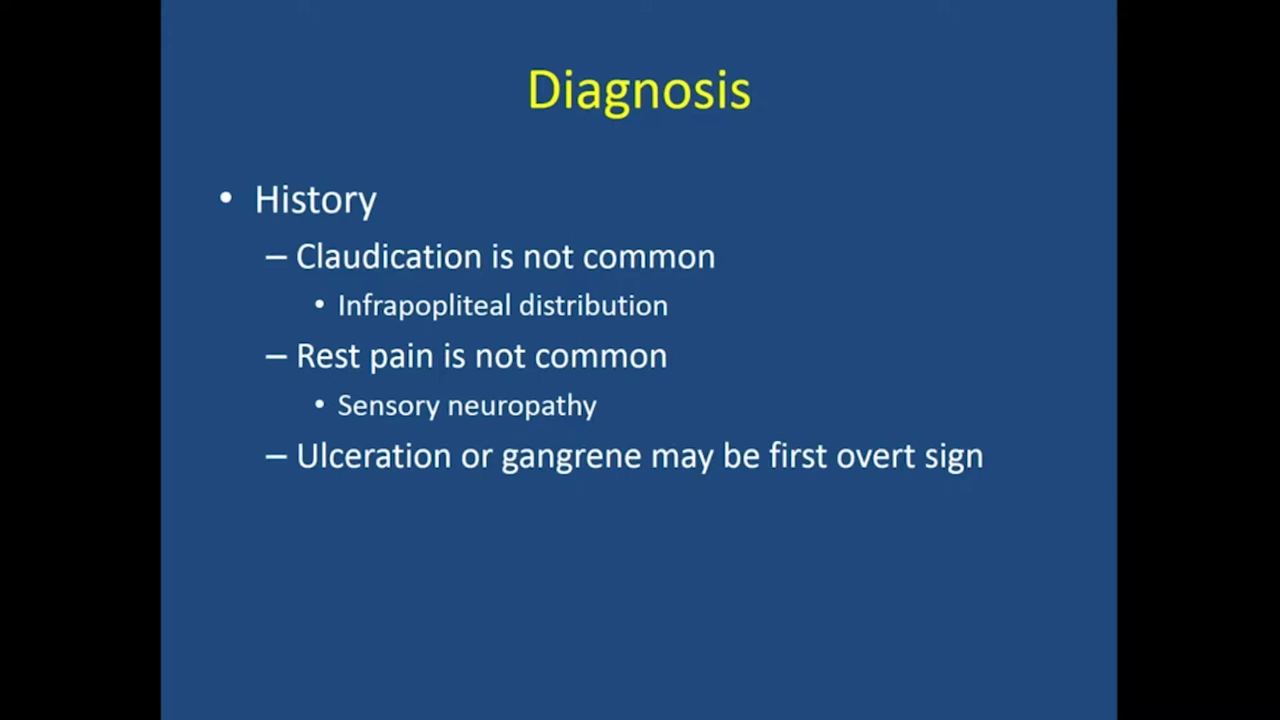 Diagnosis
• History
– Claudication is not common
• Infrapopliteal distribution
– Rest pain is not common
• Sensory neuropathy
– Ulceration or gangrene may be first overt sign